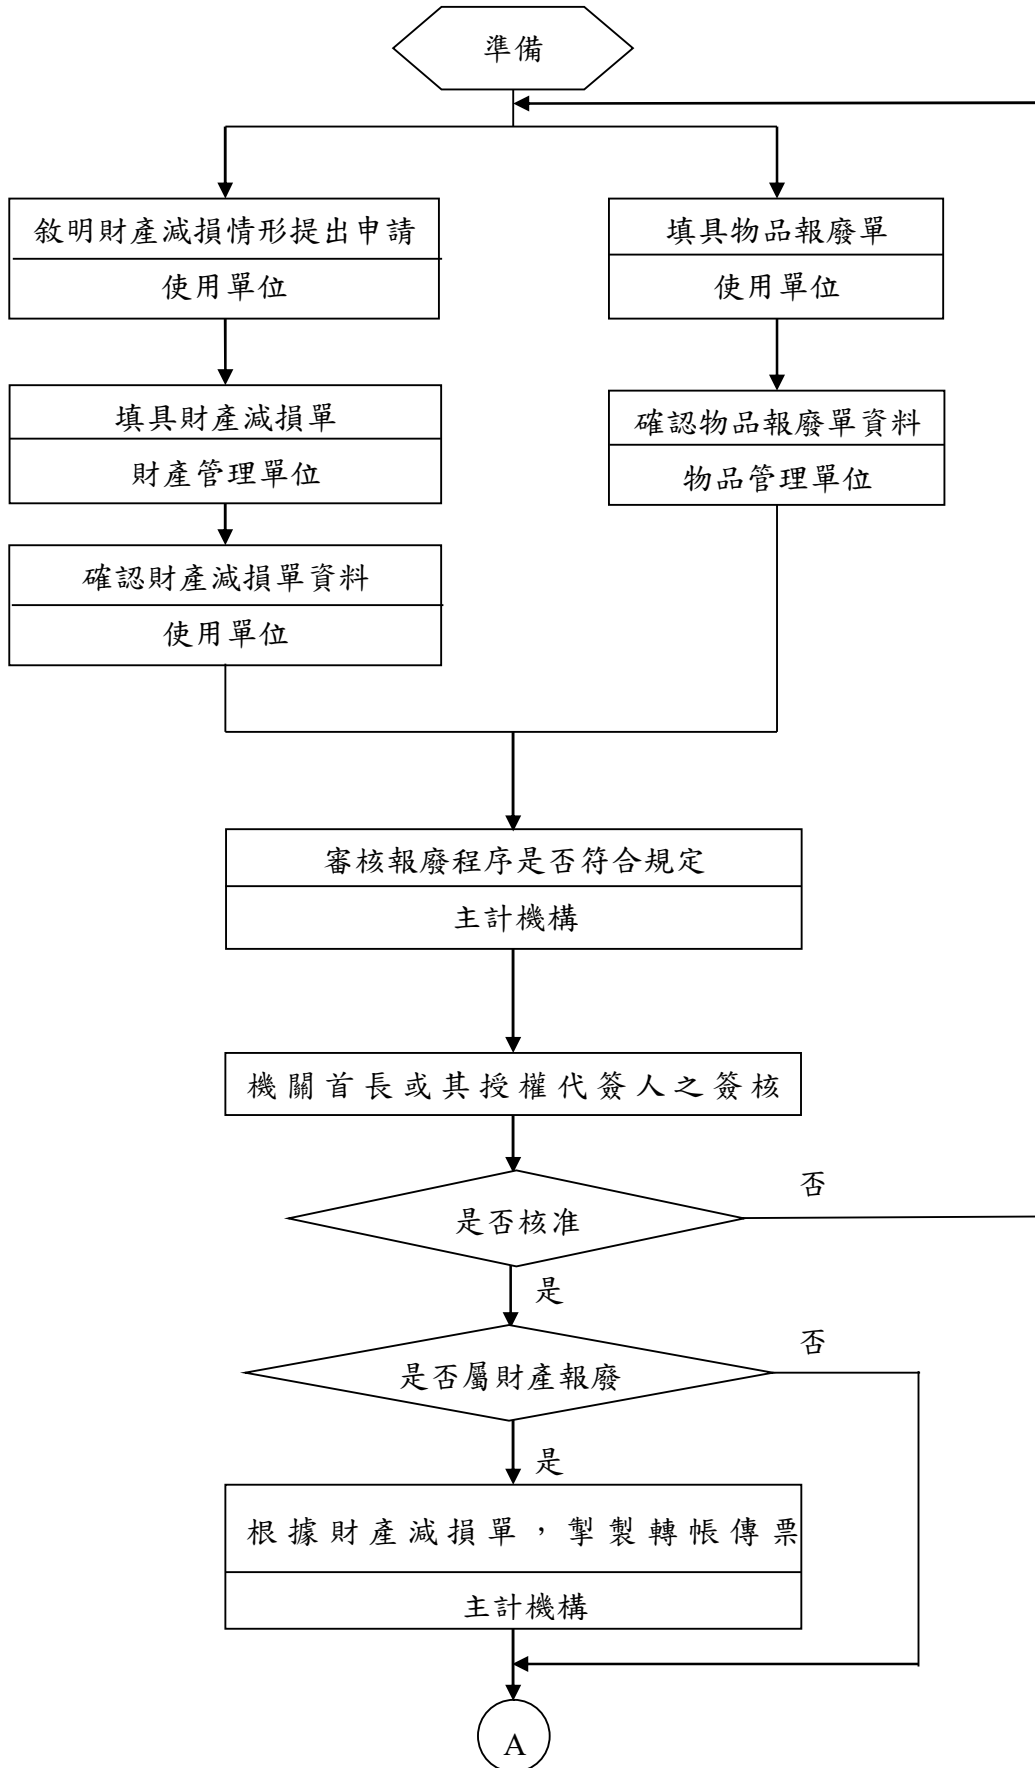 準備
敘明財產減損情形提出申請
使用單位
填具物品報廢單
使用單位
填具財產減損單
財產管理單位
確認物品報廢單資料
物品管理單位
確認財產減損單資料
使用單位
審核報廢程序是否符合規定
主計機構
機關首長或其授權代簽人之簽核
是否核准
否
是
是否屬財產報廢
否
是
根據財產減損單，掣製轉帳傳票
主計機構
A